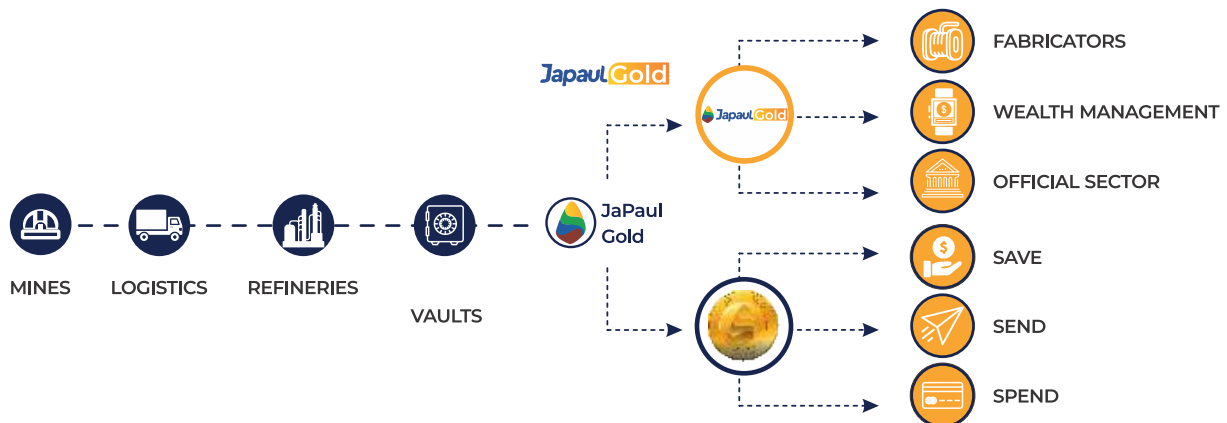 MINES
LOGISTICS
REFINERIES
VAULTS
JaPaul
Gold
JapaulGold
JapaulGold
FABRICATORS
WEALTH MANAGEMENT
OFFICIAL SECTOR
SAVE
SEND
SPEND